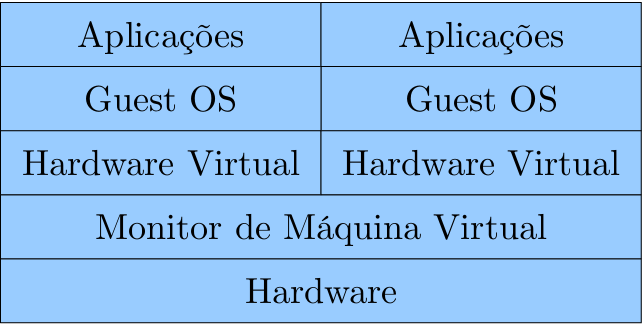 Aplicações Aplicações
Guest OS Guest OS
Hardware Virtual Hardware Virtual
Monitor de Máquina Virtual
Hardware